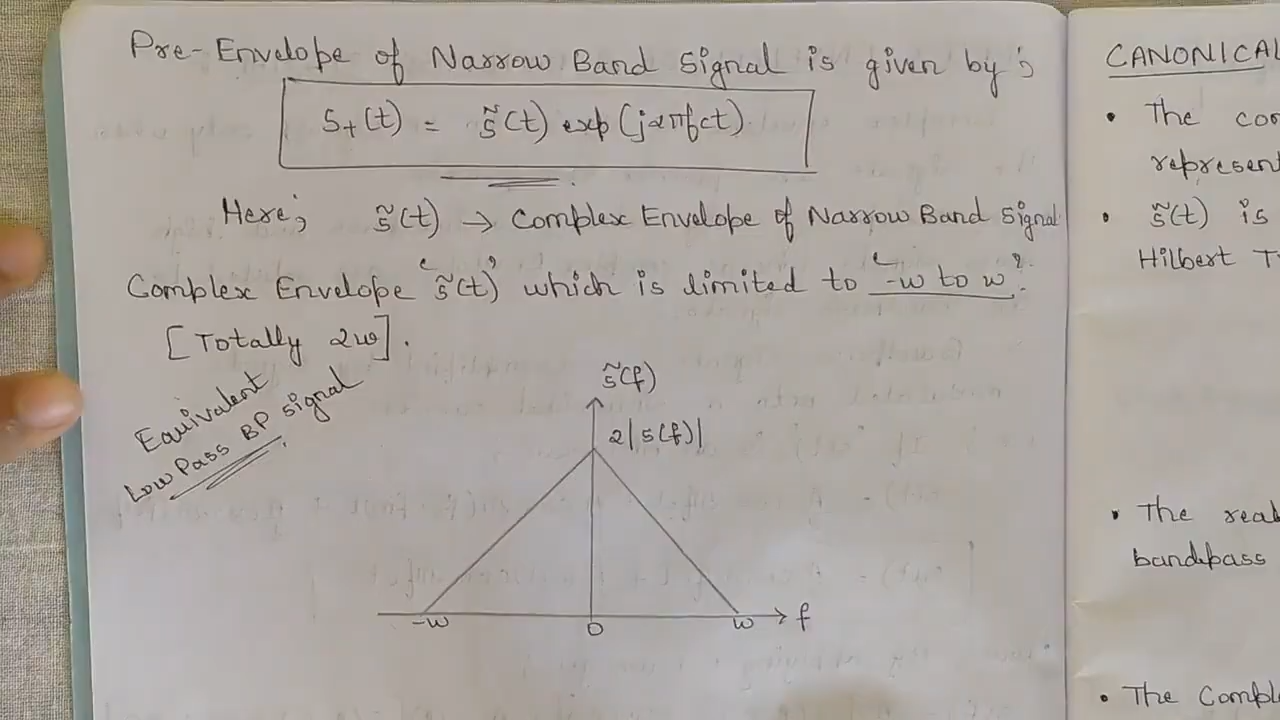 Pre-Envelope of Narrow Band Signal is given by;
S₊(t) = s̃(t) exp(j2πfct).
Here; s̃(t) → Complex Envelope of Narrow Band Signal
Complex Envelope 's̃(t)' which is limited to '-w to w'.
[Totally 2w].
Equivalent
Low Pass BP signal
s̃(f)
2|s(f)|
-w 0 w f
CANONICAL
• The
represent
• s̃(t) is
Hilbert
• The real
bandpass
• The